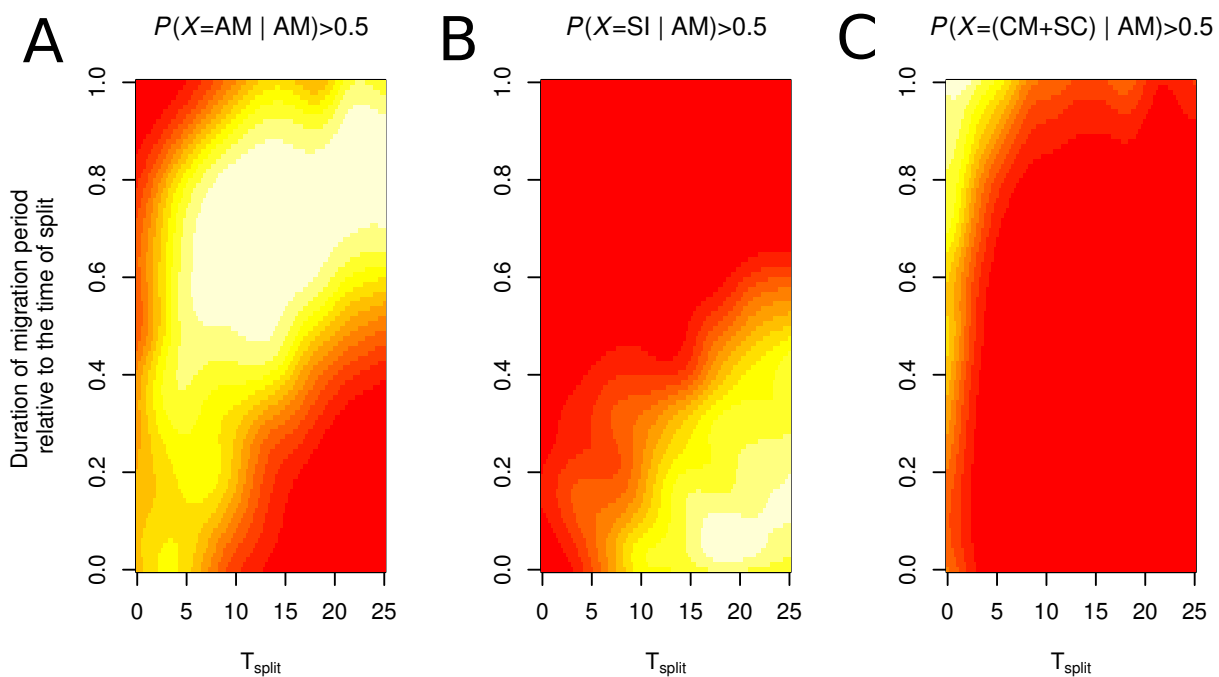 A
P(X=AM | AM)>0.5
B
P(X=SI | AM)>0.5
C
P(X=(CM+SC) | AM)>0.5
Duration of migration period
relative to the time of split
0.0 0.2 0.4 0.6 0.8 1.0
0 5 10 15 20 25
Tsplit
0.0 0.2 0.4 0.6 0.8 1.0
0 5 10 15 20 25
Tsplit
0.0 0.2 0.4 0.6 0.8 1.0
0 5 10 15 20 25
Tsplit